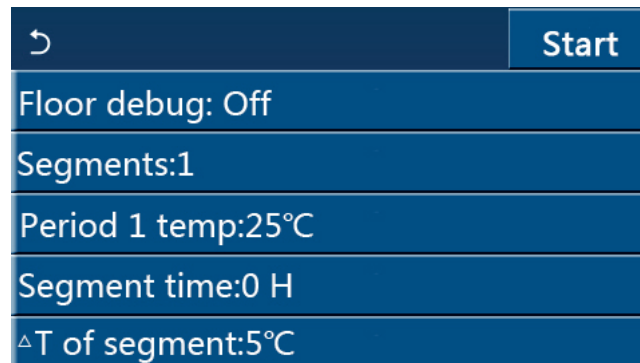 Start
Floor debug: Off
Segments:1
Period 1 temp:25℃
Segment time:0 H
△T of segment:5℃